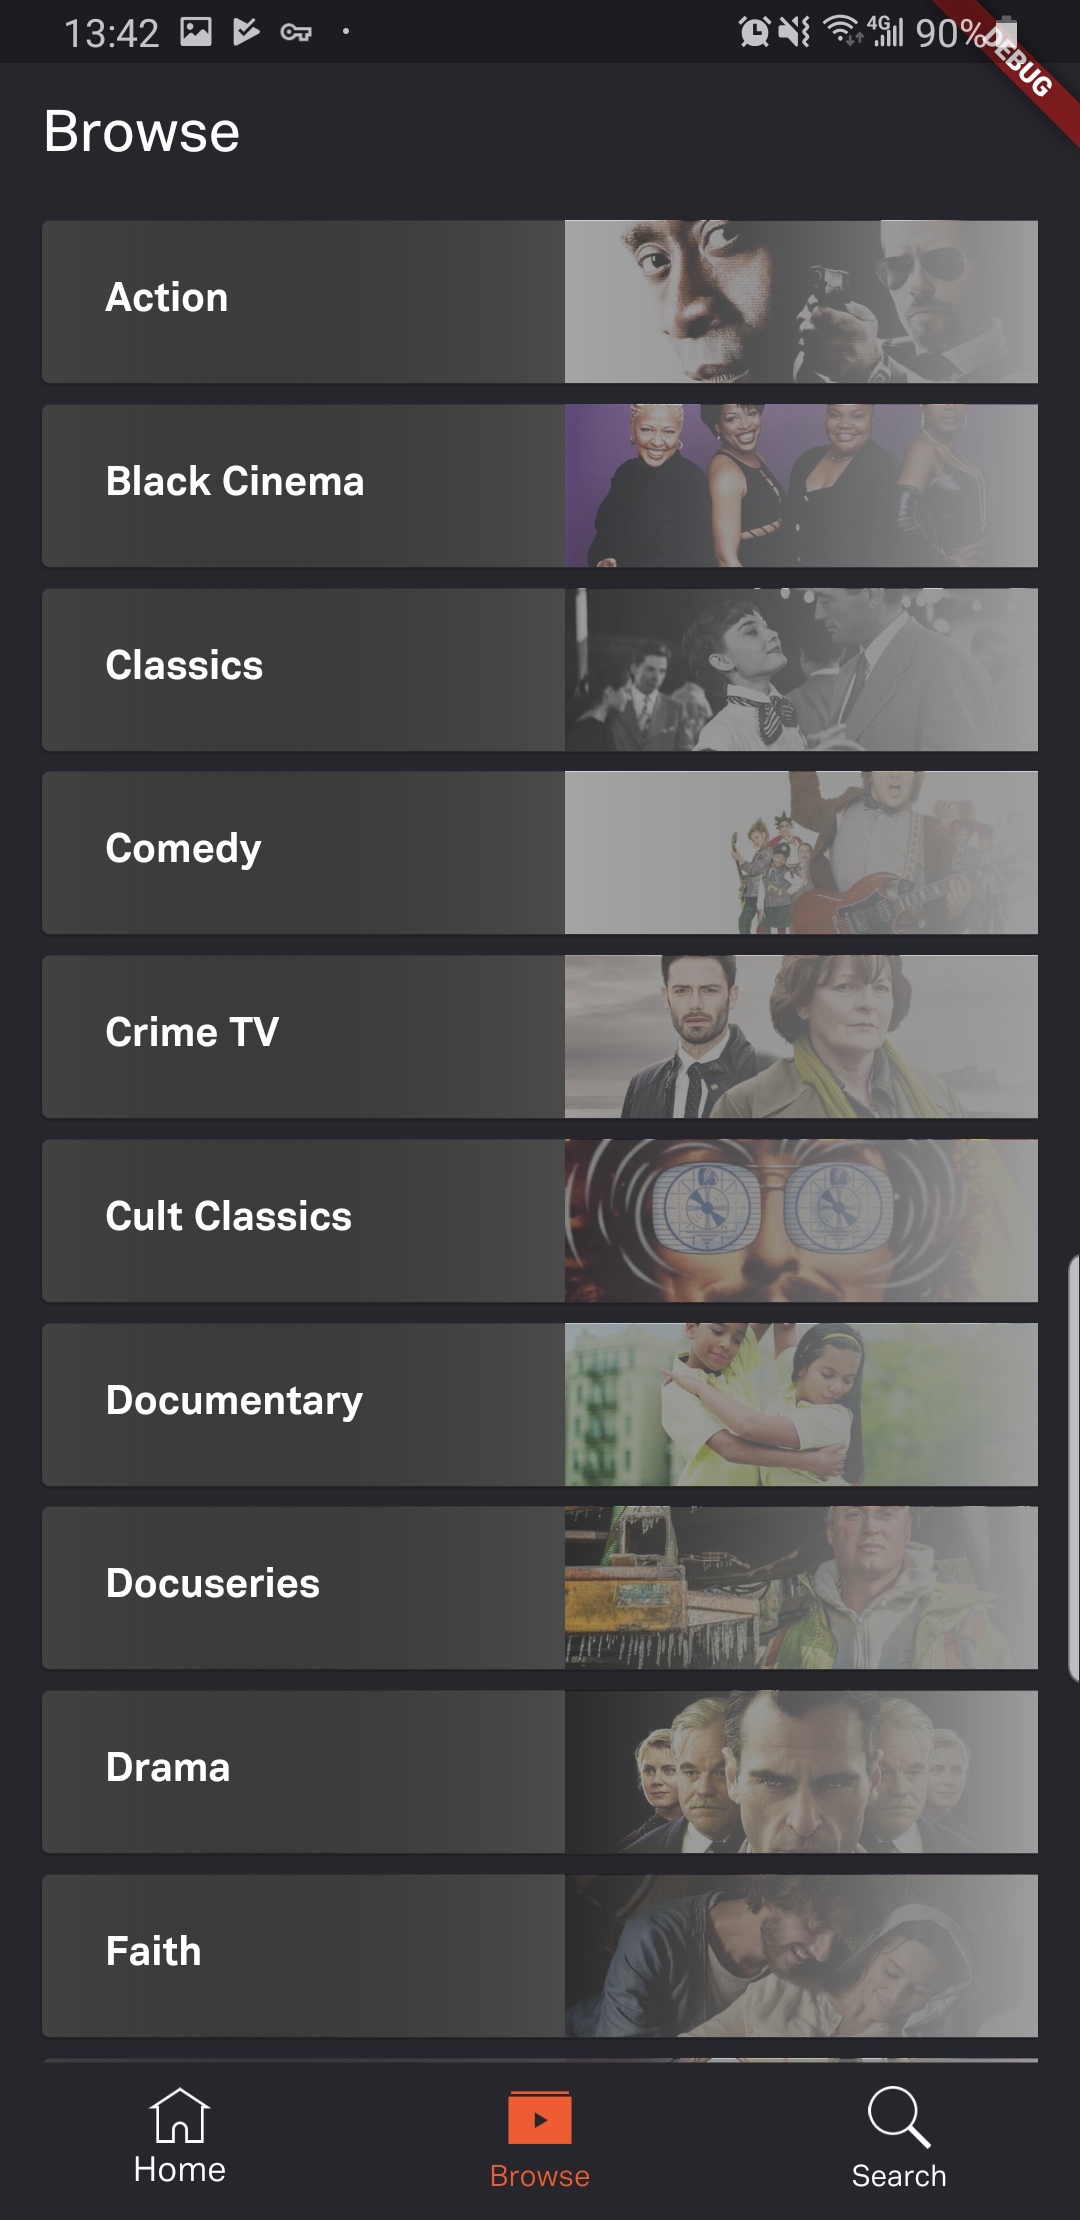 13:42
4G 90%
DEBUG
Browse
Action
Black Cinema
Classics
Comedy
Crime TV
Cult Classics
Documentary
Docuseries
Drama
Faith
Home
Browse
Search